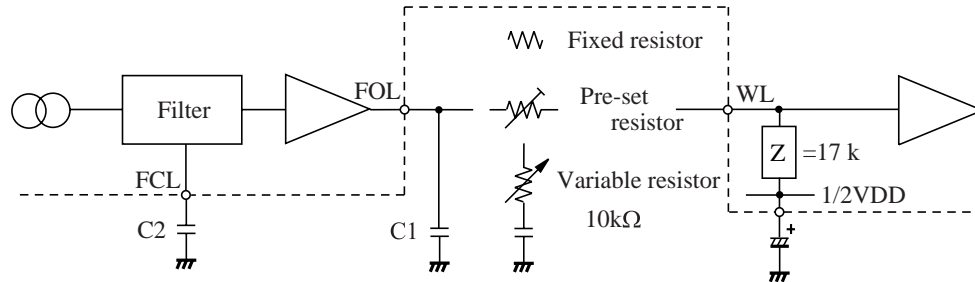 Fixed resistor
FOL
Filter
Pre-set
resistor
WL
Z
=17 k
FCL
Variable resistor
10kΩ
1/2VDD
C2
C1
+